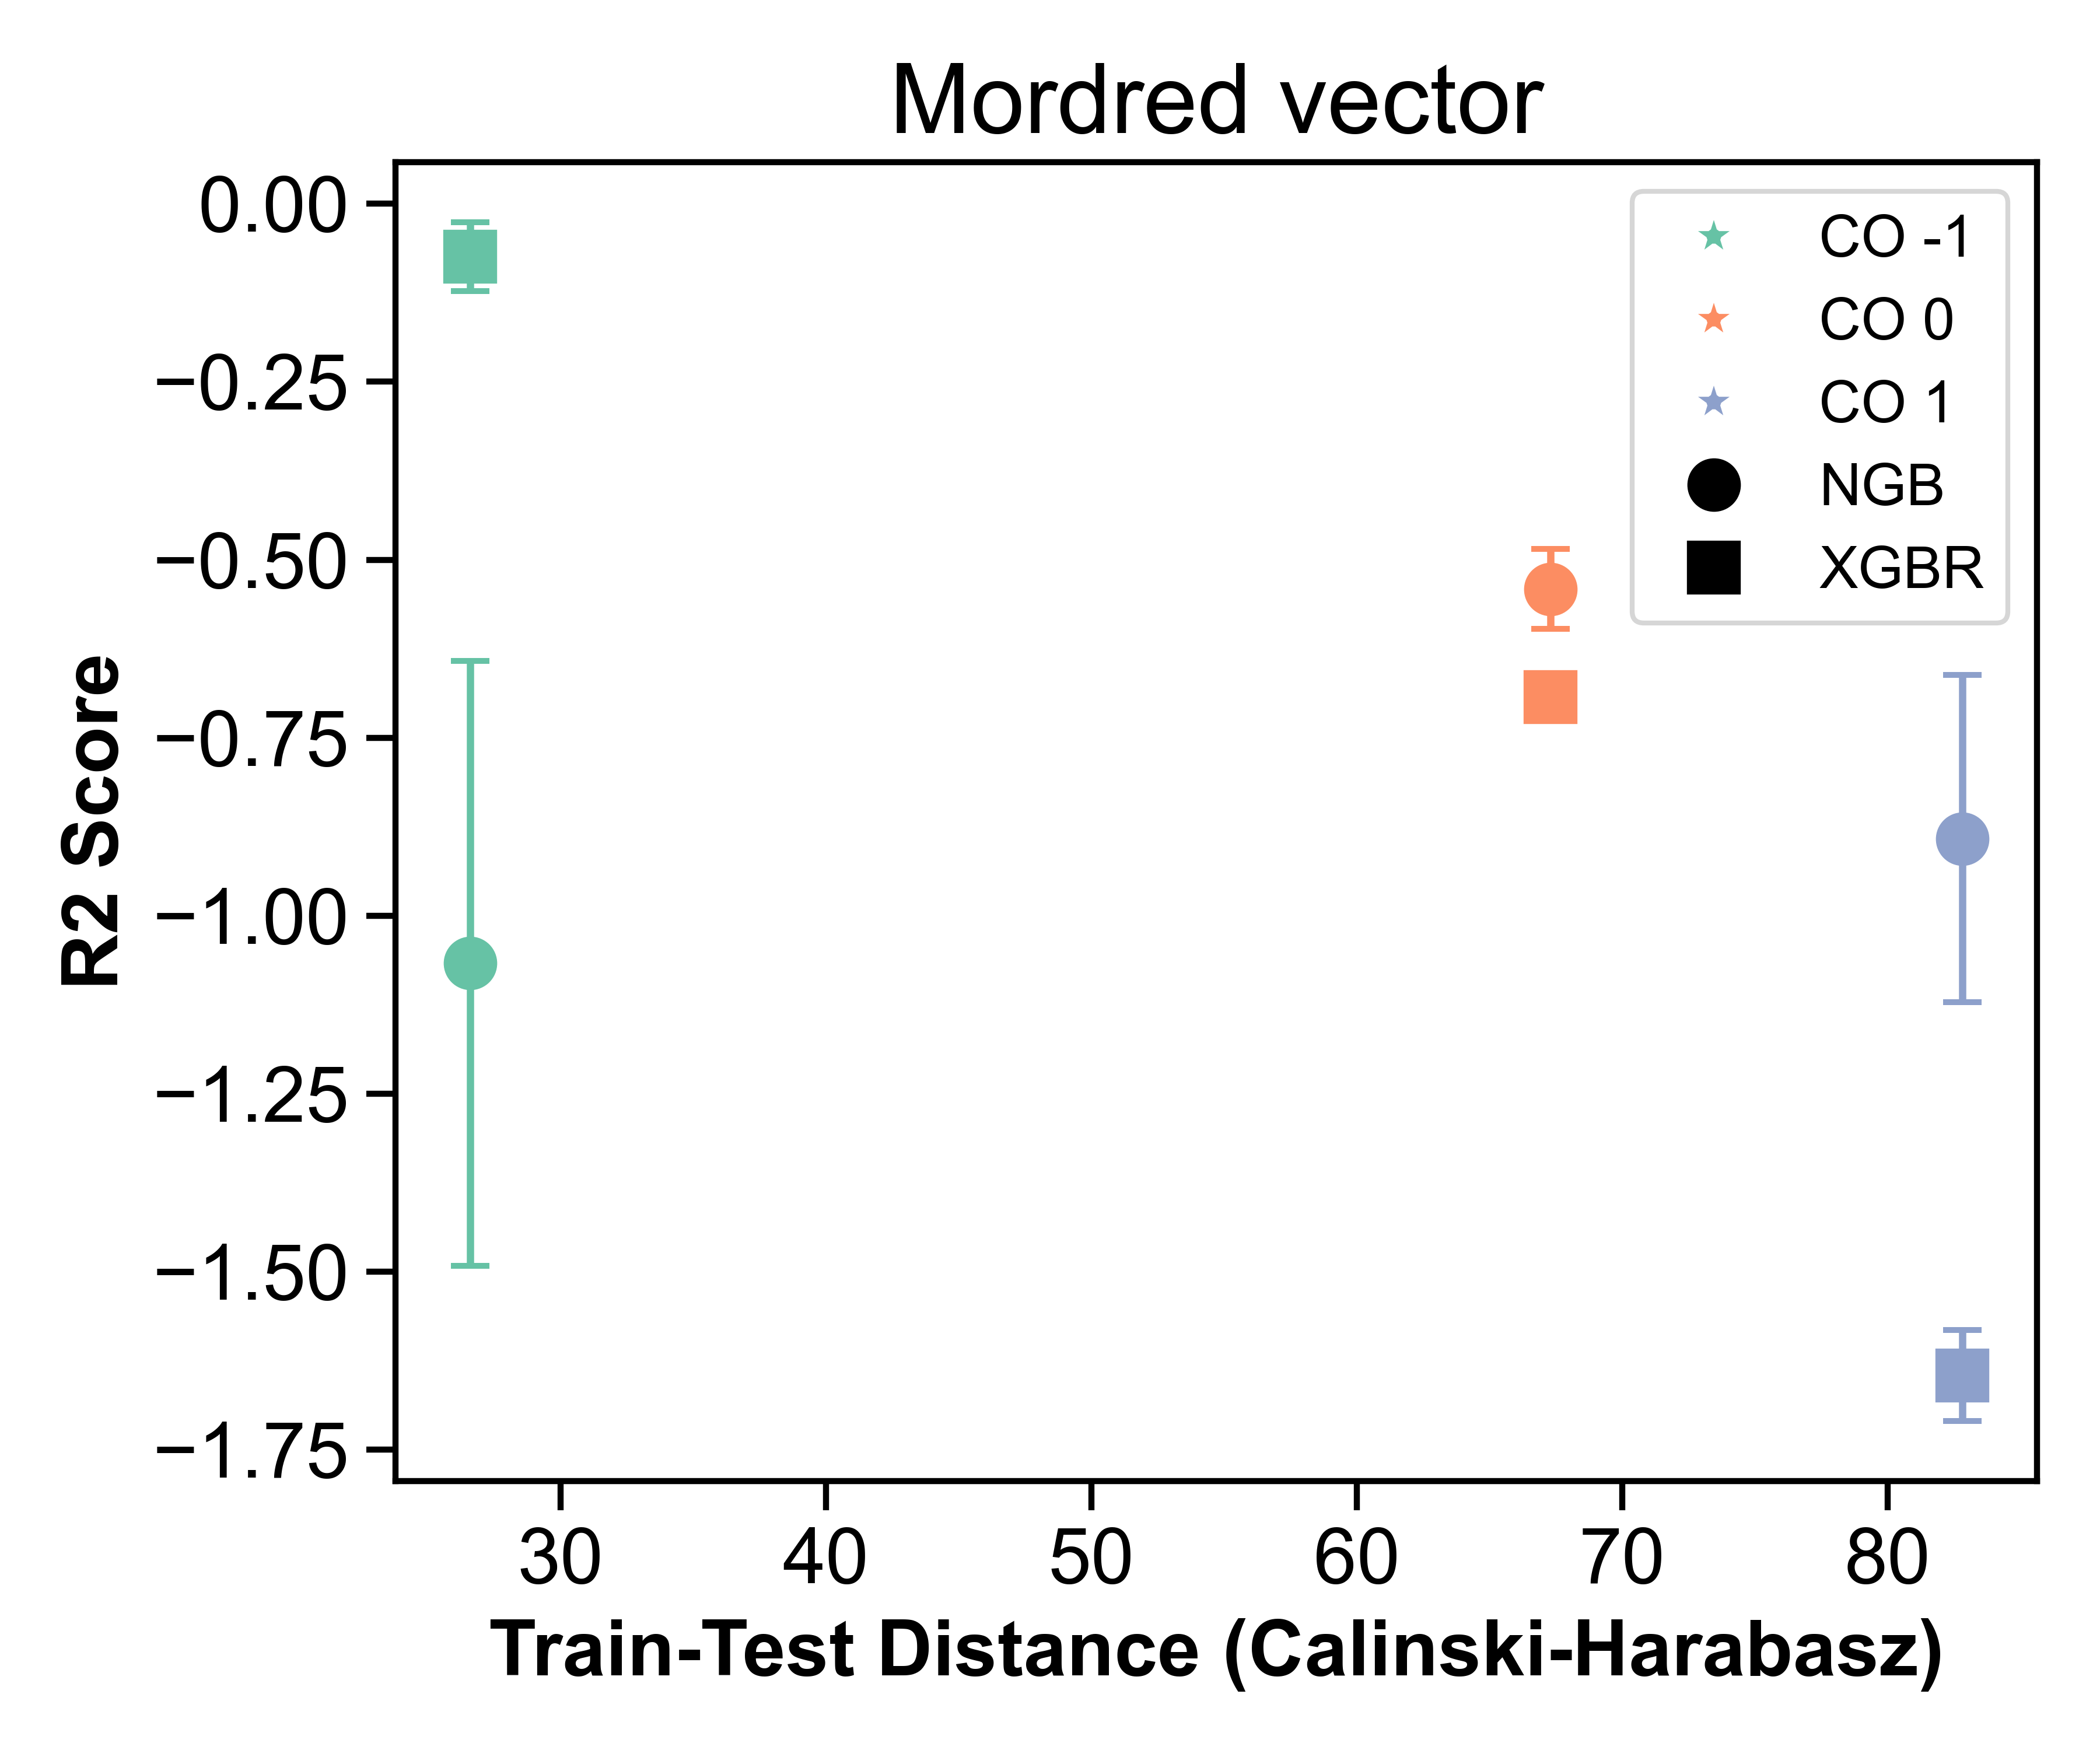 Mordred vector
0.00
−0.25
−0.50
−0.75
−1.00
−1.25
−1.50
−1.75
R2 Score
CO -1
CO 0
CO 1
NGB
XGBR
30 40 50 60 70 80
Train-Test Distance (Calinski-Harabasz)